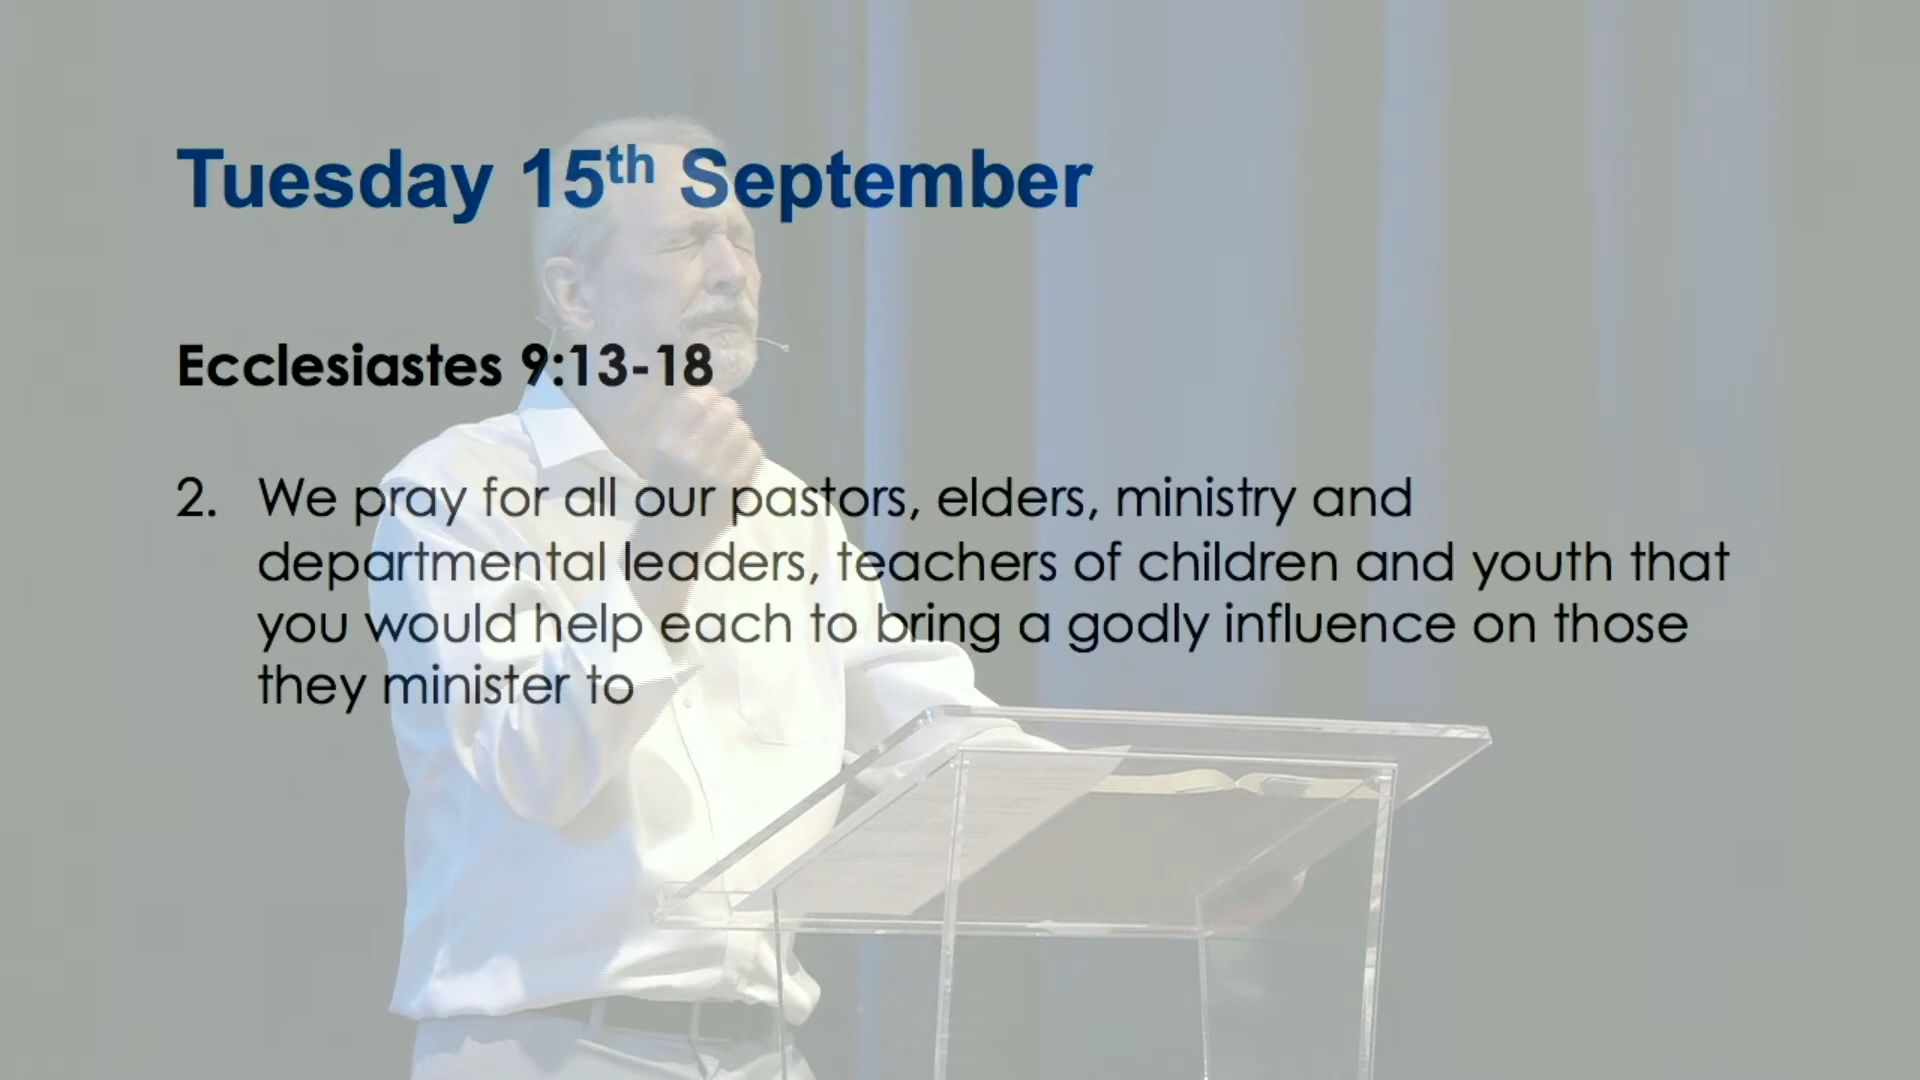 Tuesday 15th September
Ecclesiastes 9:13-18
2. We pray for all our pastors, elders, ministry and
departmental leaders, teachers of children and youth that
you would help each to bring a godly influence on those
they minister to